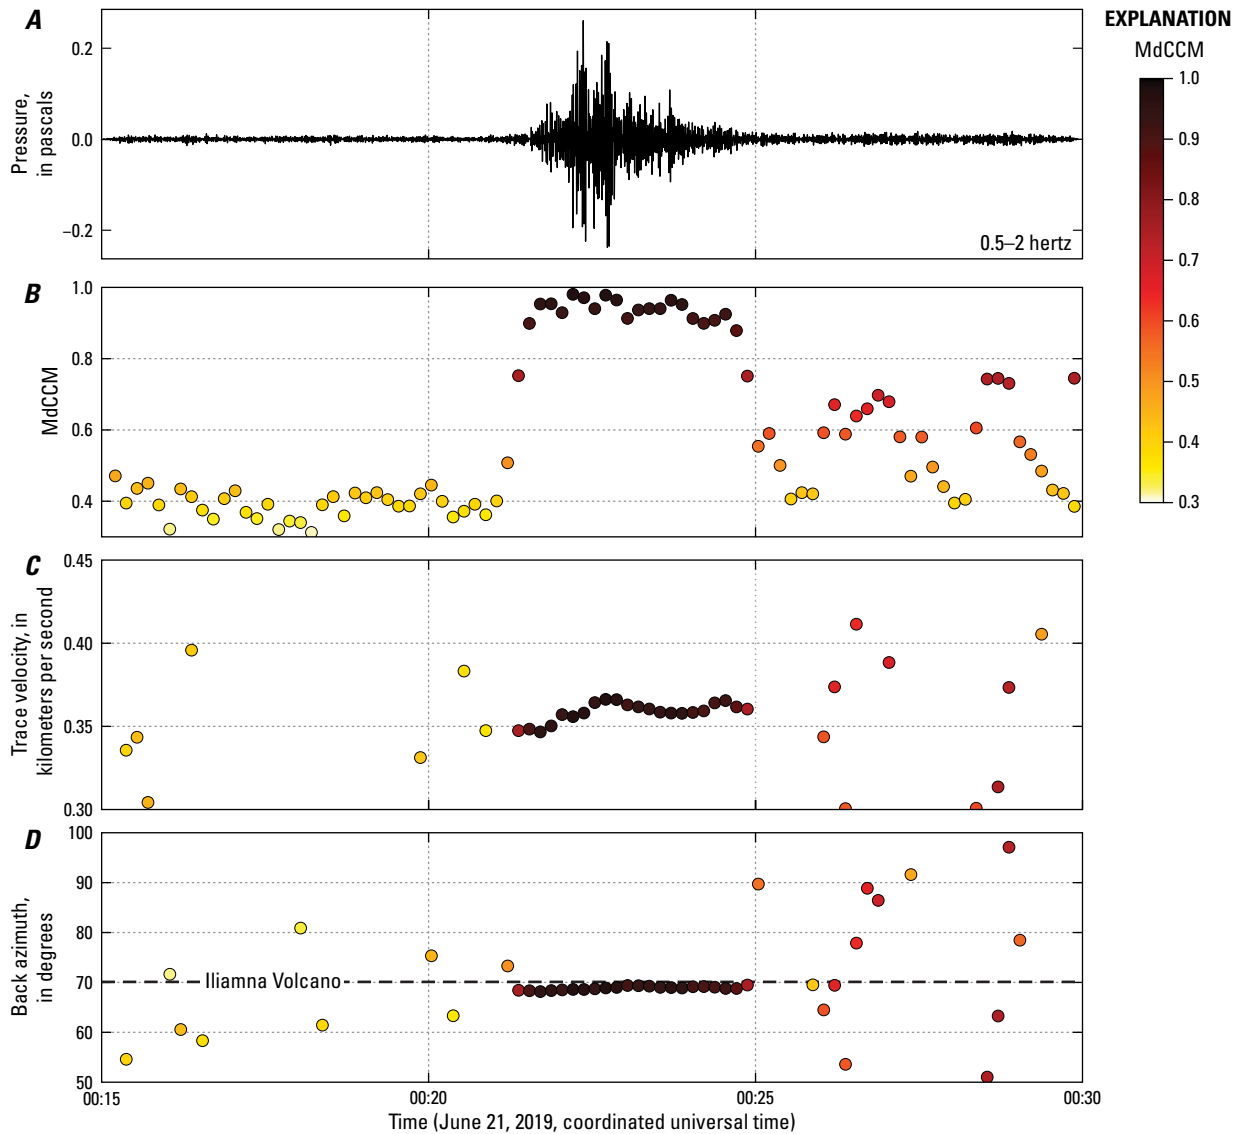 A
Pressure,
in pascals
0.2
0.0
–0.2
0.5–2 hertz
EXPLANATION
MdCCM
1.0
0.9
0.8
0.7
0.6
0.5
0.4
0.3
B
MdCCM
1.0
0.8
0.6
0.4
C
Trace velocity, in
kilometers per second
0.45
0.40
0.35
0.30
D
Back azimuth,
in degrees
100
90
80
70
60
50
Iliamna Volcano
00:15
00:20
00:25
00:30
Time (June 21, 2019, coordinated universal time)